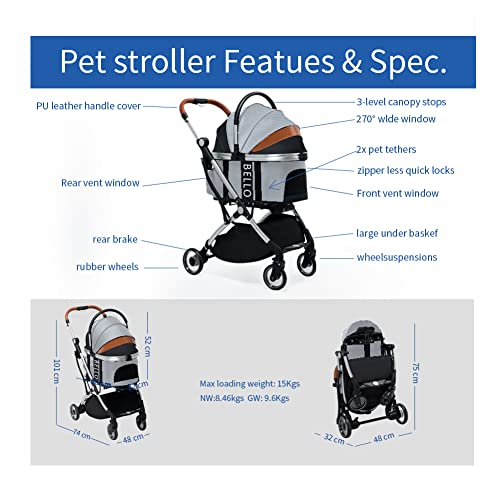 Pet stroller Featues & Spec.
PU leather handle cover
3-level canopy stops
270° wlde window
2x pet tethers
zipper less quick locks
Rear vent window
Front vent window
BELLO
rear brake
large under baskef
rubber wheels
wheelsuspensions
52 cm
101 cm
BELLO
Max loading weight: 15Kgs
NW:8.46kgs GW: 9.6Kgs
75 cm
74 cm
48 cm
32 cm
48 cm